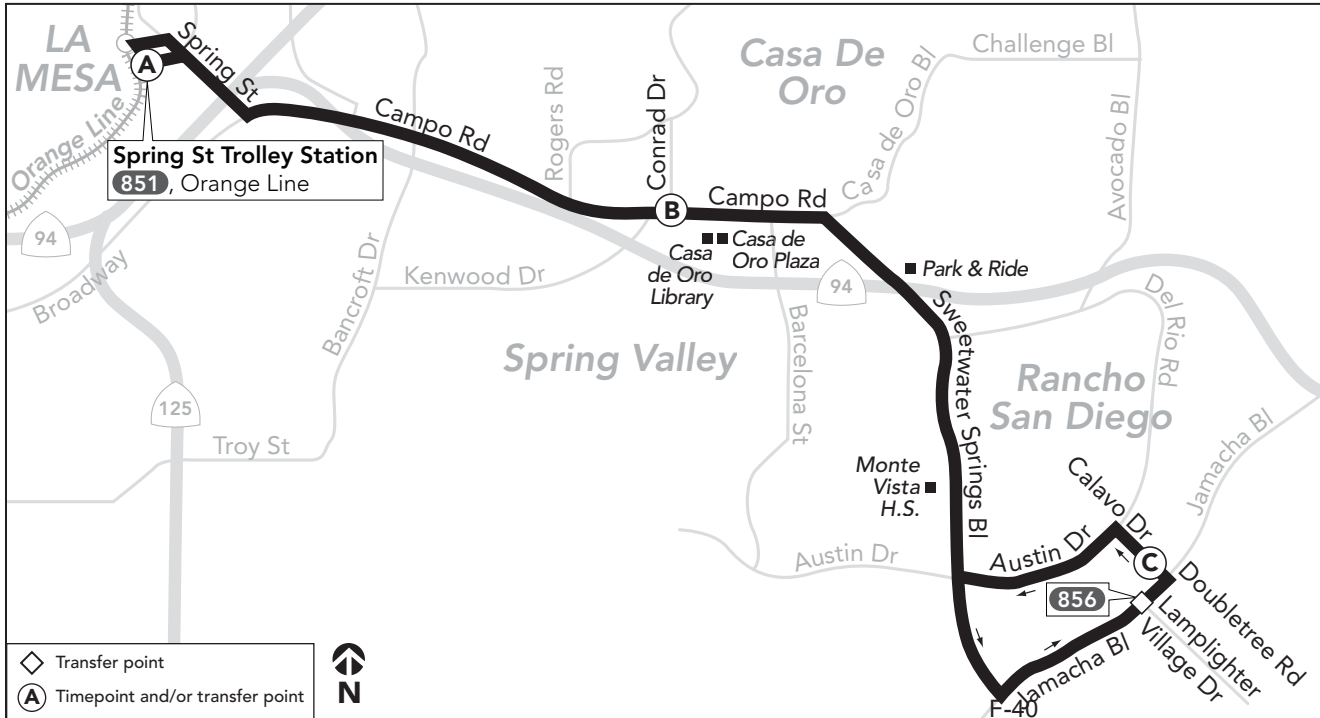 LA
MESA
Spring St
Orange Line
A
Spring St Trolley Station
851, Orange Line
94
Broadway
125
Troy St
Bancroft Dr
Kenwood Dr
Campo Rd
Rogers Rd
Conrad Dr
B
Campo Rd
Casa
de Oro
Library
Casa de
Oro Plaza
Casa De
Oro
Casa de Oro Bl
Challenge Bl
Avocado Bl
Park & Ride
94
Spring Valley
Barcelona St
Sweetwater Springs Bl
Rancho
San Diego
Del Rio Rd
Jamacha Bl
Monte
Vista
H.S.
Austin Dr
Austin Dr
Calavo Dr
C
Doubletree Rd
856
Lamplighter
Village Dr
Jamacha Bl
F-40
Transfer point
A Timepoint and/or transfer point
N